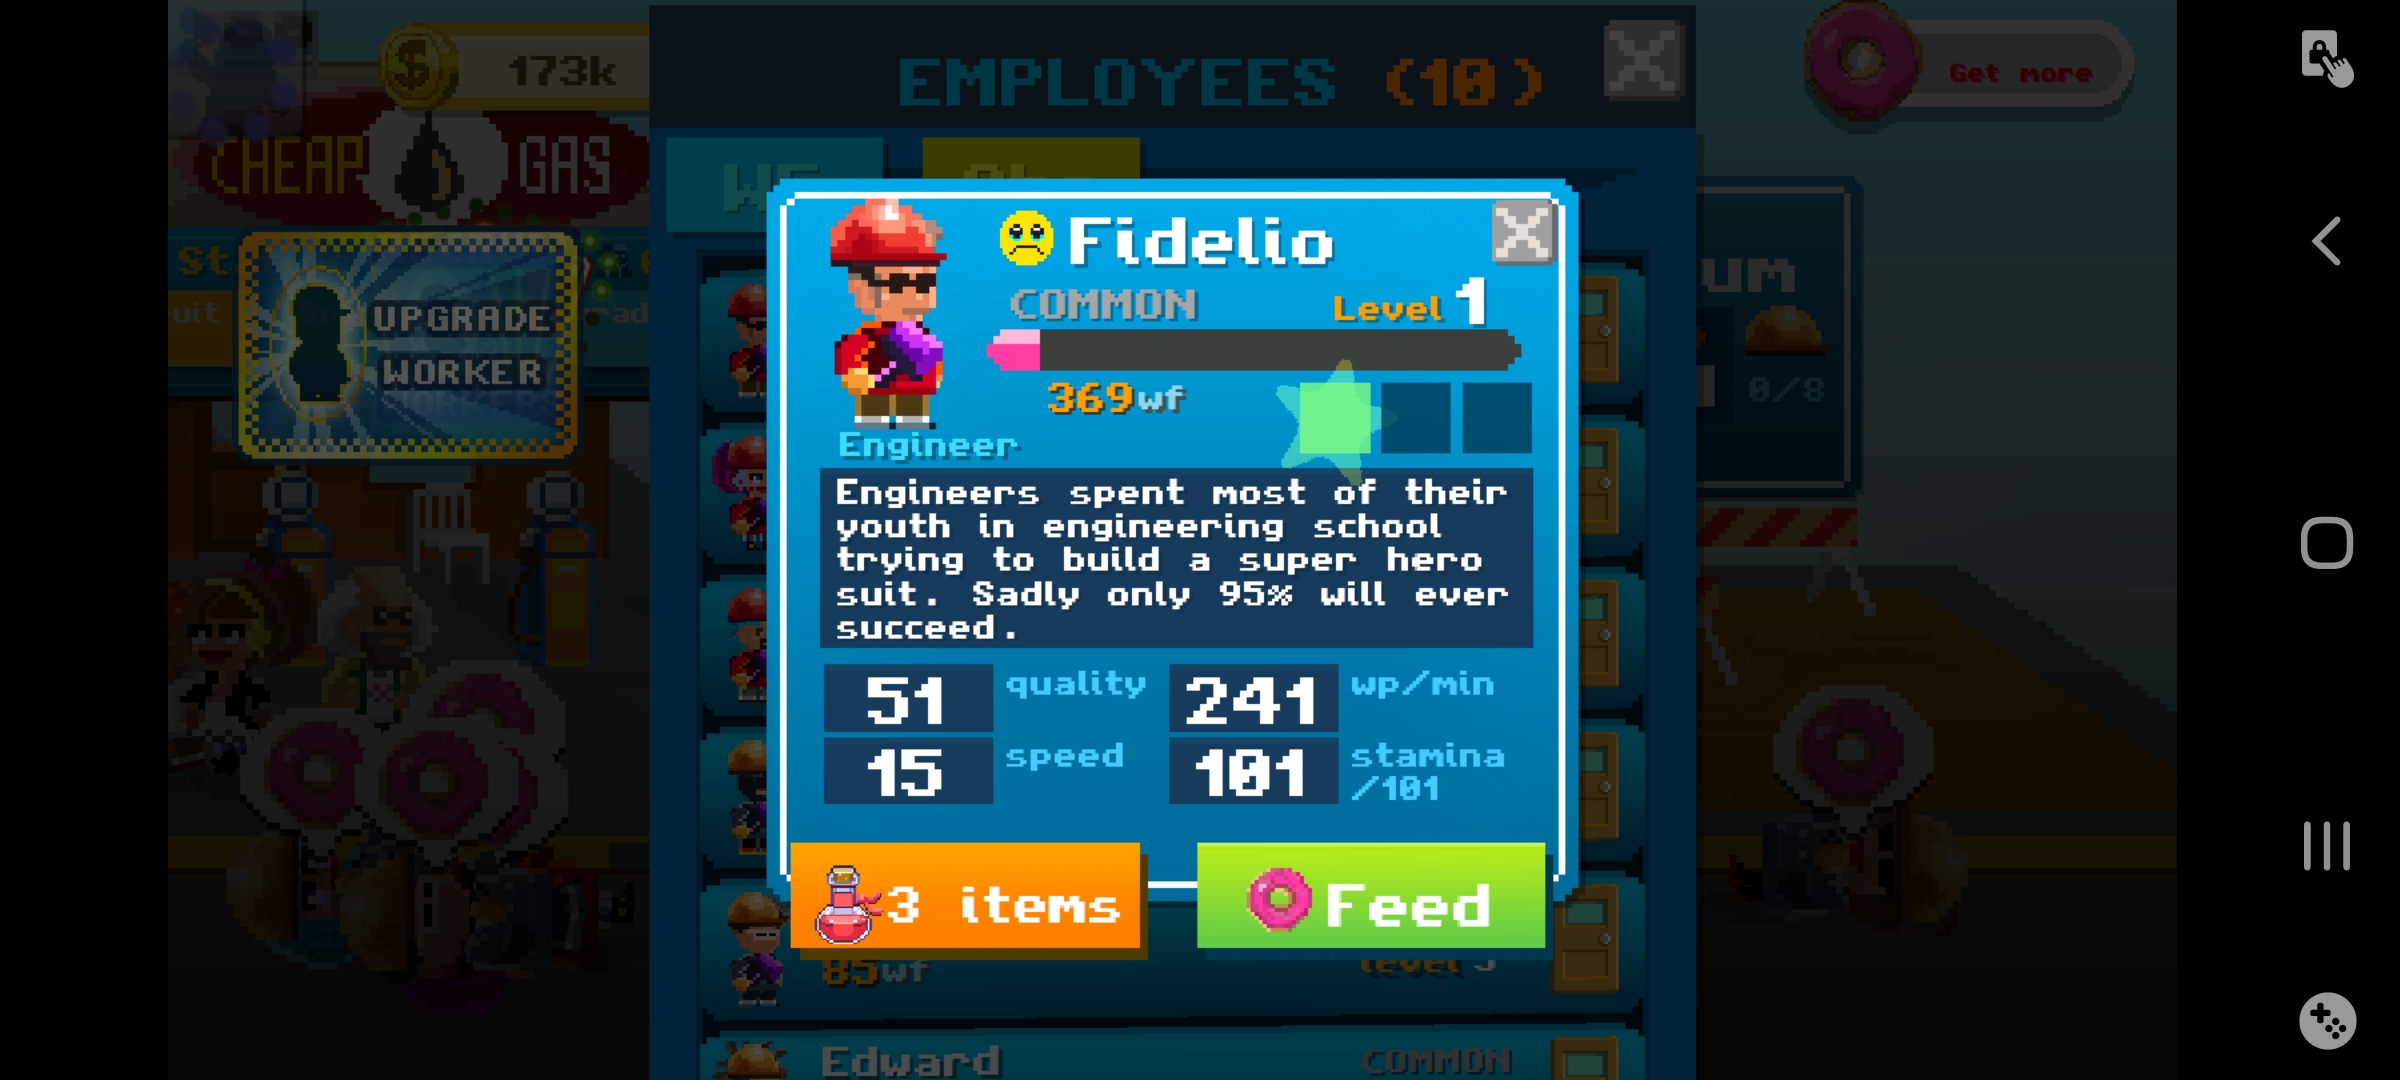 173k
EMPLOYEES (10)
Get more
CHEAP GAS
UPGRADE
WORKER
Fidelio
COMMON
Level 1
369wf
Engineer
Engineers spent most of their
youth in engineering school
trying to build a super hero
suit. Sadly only 95% will ever
succeed.
51 quality
241 wp/min
15 speed
101 stamina
/101
3 items
Feed
UM
0/8
85wf
Edward
COMMON